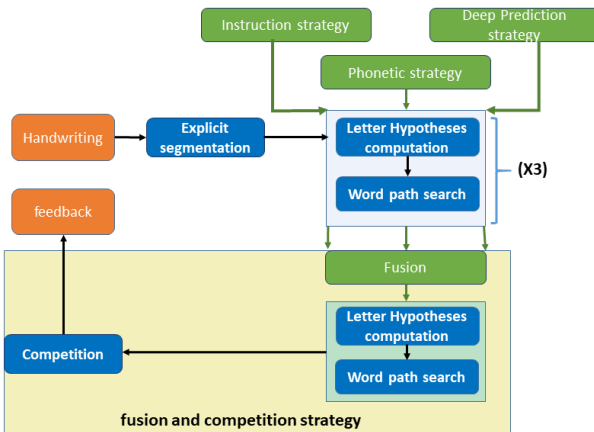 Instruction strategy
Deep Prediction
strategy
Phonetic strategy
Handwriting
Explicit
segmentation
Letter Hypotheses
computation
(X3)
Word path search
feedback
Fusion
Letter Hypotheses
computation
Competition
Word path search
fusion and competition strategy